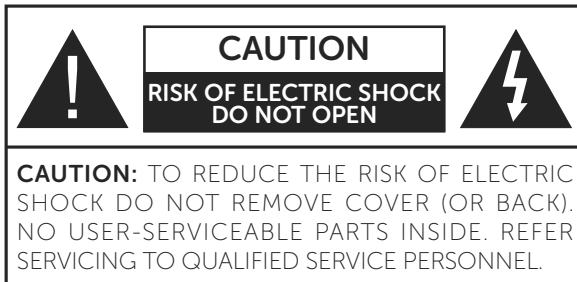 CAUTION
RISK OF ELECTRIC SHOCK
DO NOT OPEN
CAUTION: TO REDUCE THE RISK OF ELECTRIC
SHOCK DO NOT REMOVE COVER (OR BACK).
NO USER-SERVICEABLE PARTS INSIDE. REFER
SERVICING TO QUALIFIED SERVICE PERSONNEL.